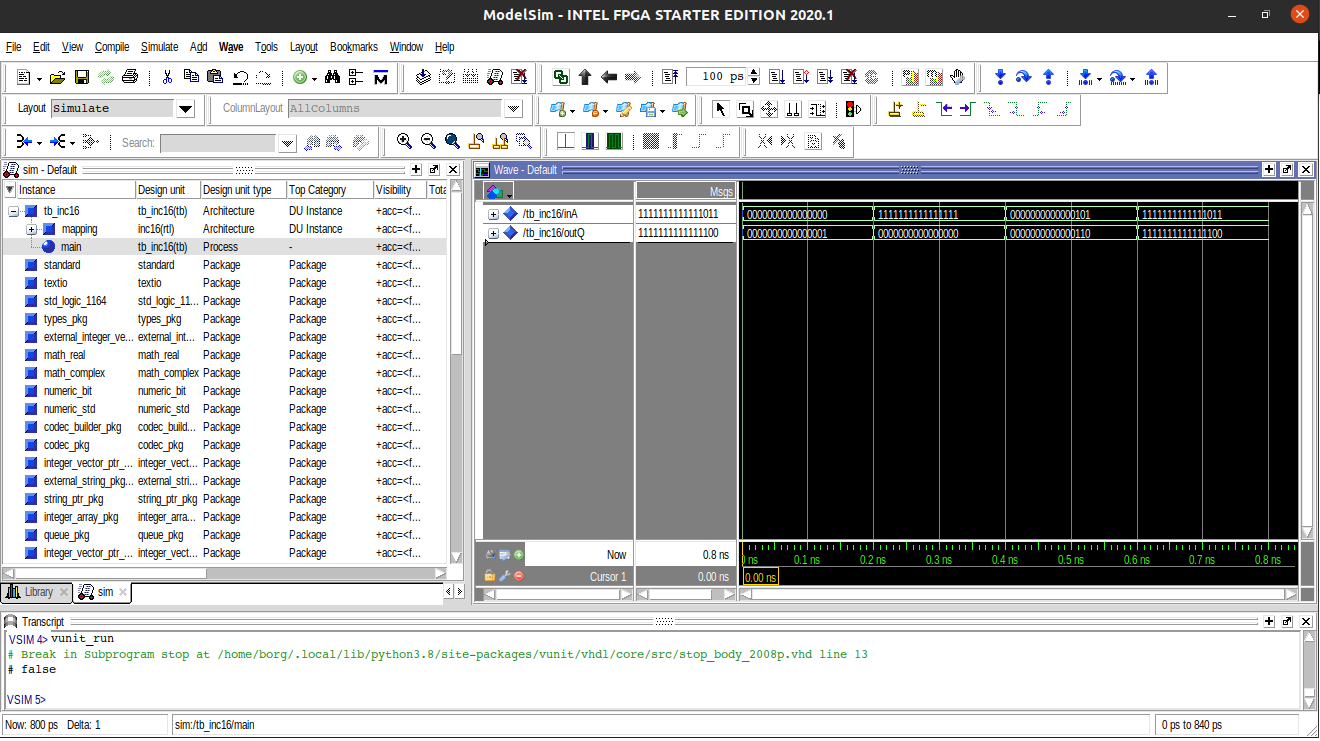 ModelSim - INTEL FPGA STARTER EDITION 2020.1
File Edit View Compile Simulate Add Wave Tools Layout Bookmarks Window Help
100 ps
Layout Simulate ColumnLayout AllColumns
Search:
sim - Default
Instance Design unit Design unit type Top Category Visibility Tota
tb_inc16 tb_inc16(tb) Architecture DU Instance +acc=<f...
mapping inc16(rtl) Architecture DU Instance +acc=<f...
main tb_inc16(tb) Process - +acc=<f...
standard standard Package Package +acc=<f...
textio textio Package Package +acc=<f...
std_logic_1164 std_logic_11... Package Package +acc=<f...
types_pkg types_pkg Package Package +acc=<f...
external_integer_ve... external_int... Package Package +acc=<f...
math_real math_real Package Package +acc=<f...
math_complex math_complex Package Package +acc=<f...
numeric_bit numeric_bit Package Package +acc=<f...
numeric_std numeric_std Package Package +acc=<f...
codec_builder_pkg codec_build... Package Package +acc=<f...
codec_pkg codec_pkg Package Package +acc=<f...
integer_vector_ptr_... integer_vect... Package Package +acc=<f...
external_string_pkg... external_stri... Package Package +acc=<f...
string_ptr_pkg string_ptr_pkg Package Package +acc=<f...
integer_array_pkg integer_arra... Package Package +acc=<f...
queue_pkg queue_pkg Package Package +acc=<f...
integer_vector_ptr_... integer_vect... Package Package +acc=<f...
Library sim
Wave - Default
Msgs
/tb_inc16/inA 1111111111111011 0000000000000000 1111111111111111 0000000000000101 1111111111111011
/tb_inc16/outQ 1111111111111100 0000000000000001 0000000000000000 0000000000000110 1111111111111100
Now 0.8 ns ns 0.1 ns 0.2 ns 0.3 ns 0.4 ns 0.5 ns 0.6 ns 0.7 ns 0.8 ns
Cursor 1 0.00 ns 0.00 ns
Transcript
VSIM 4> vunit_run
# Break in Subprogram stop at /home/borg/.local/lib/python3.8/site-packages/vunit/vhdl/core/src/stop_body_2008p.vhd line 13
# false
VSIM 5>
Now: 800 ps Delta: 1 sim:/tb_inc16/main 0 ps to 840 ps